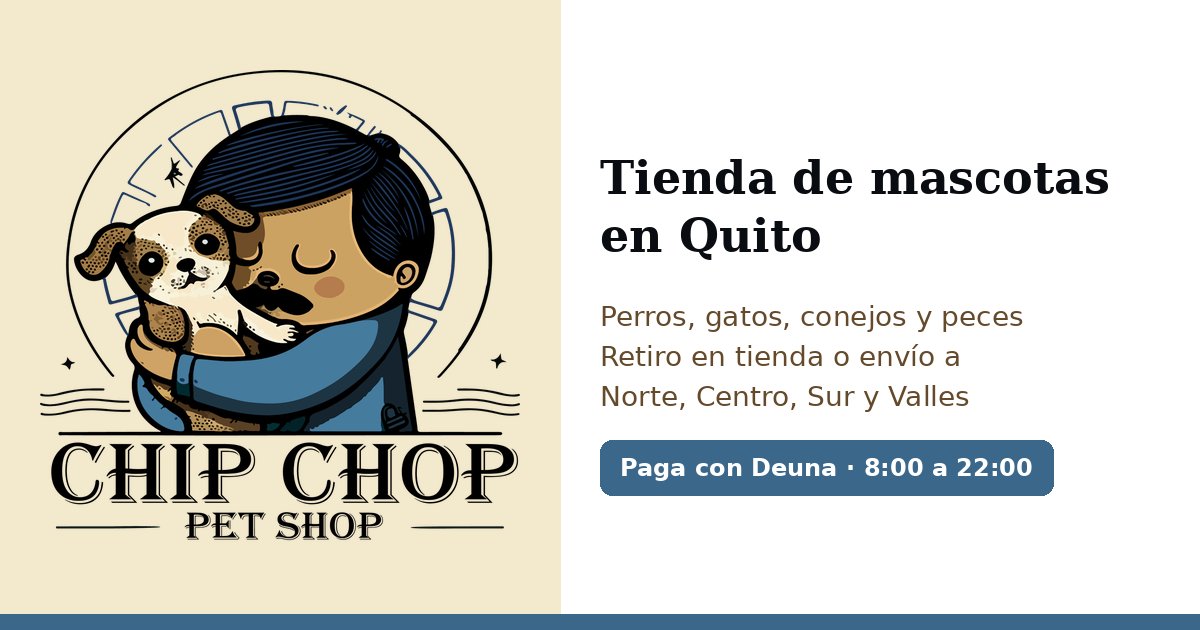 CHIP CHOP
PET SHOP
Tienda de mascotas
en Quito
Perros, gatos, conejos y peces
Retiro en tienda o envío a
Norte, Centro, Sur y Valles
Paga con Deuna · 8:00 a 22:00